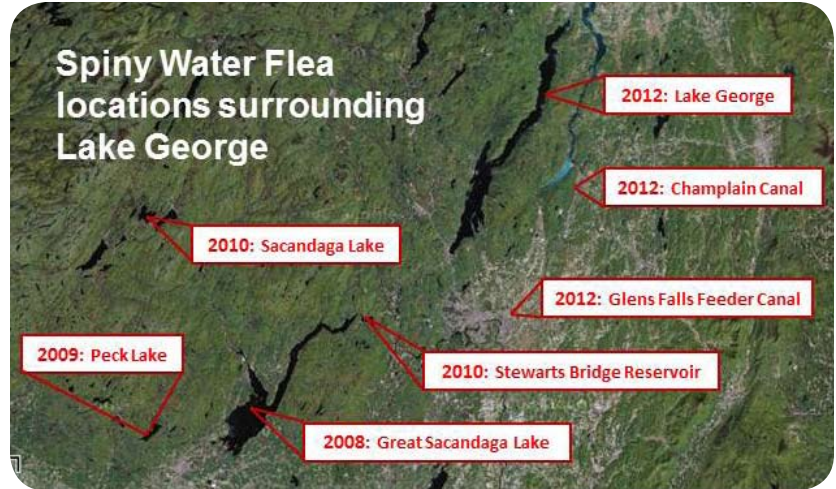 Spiny Water Flea
locations surrounding
Lake George
2012: Lake George
2012: Champlain Canal
2010: Sacandaga Lake
2012: Glens Falls Feeder Canal
2009: Peck Lake
2010: Stewarts Bridge Reservoir
2008: Great Sacandaga Lake